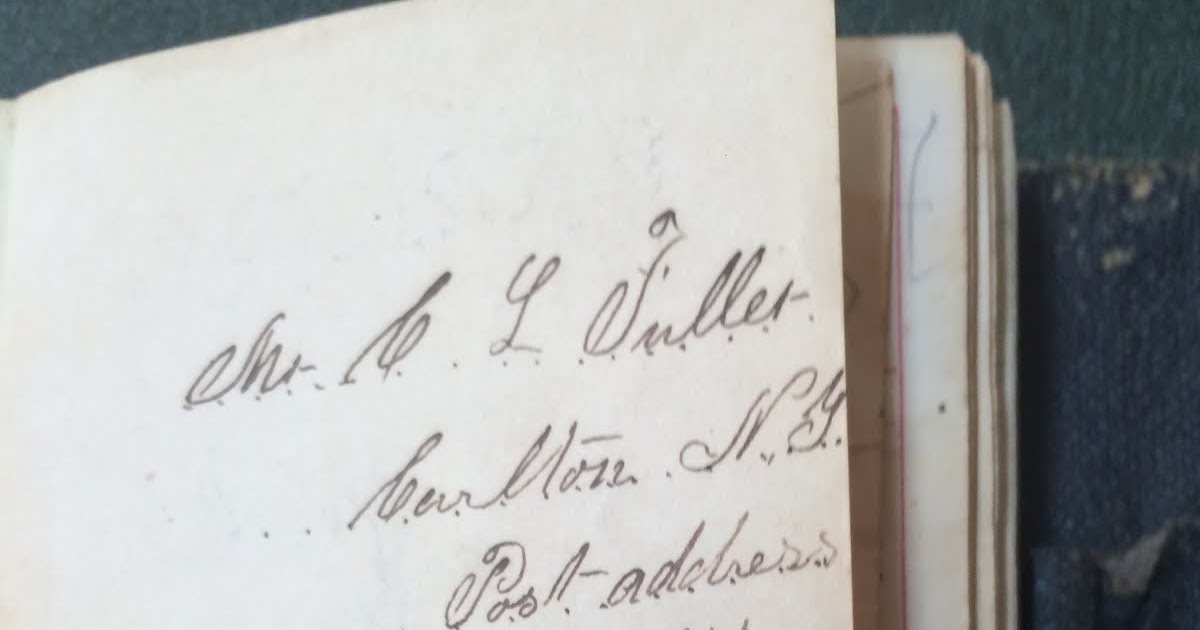 Mr. C. L Fuller
Carlton. N.Y.
Post address